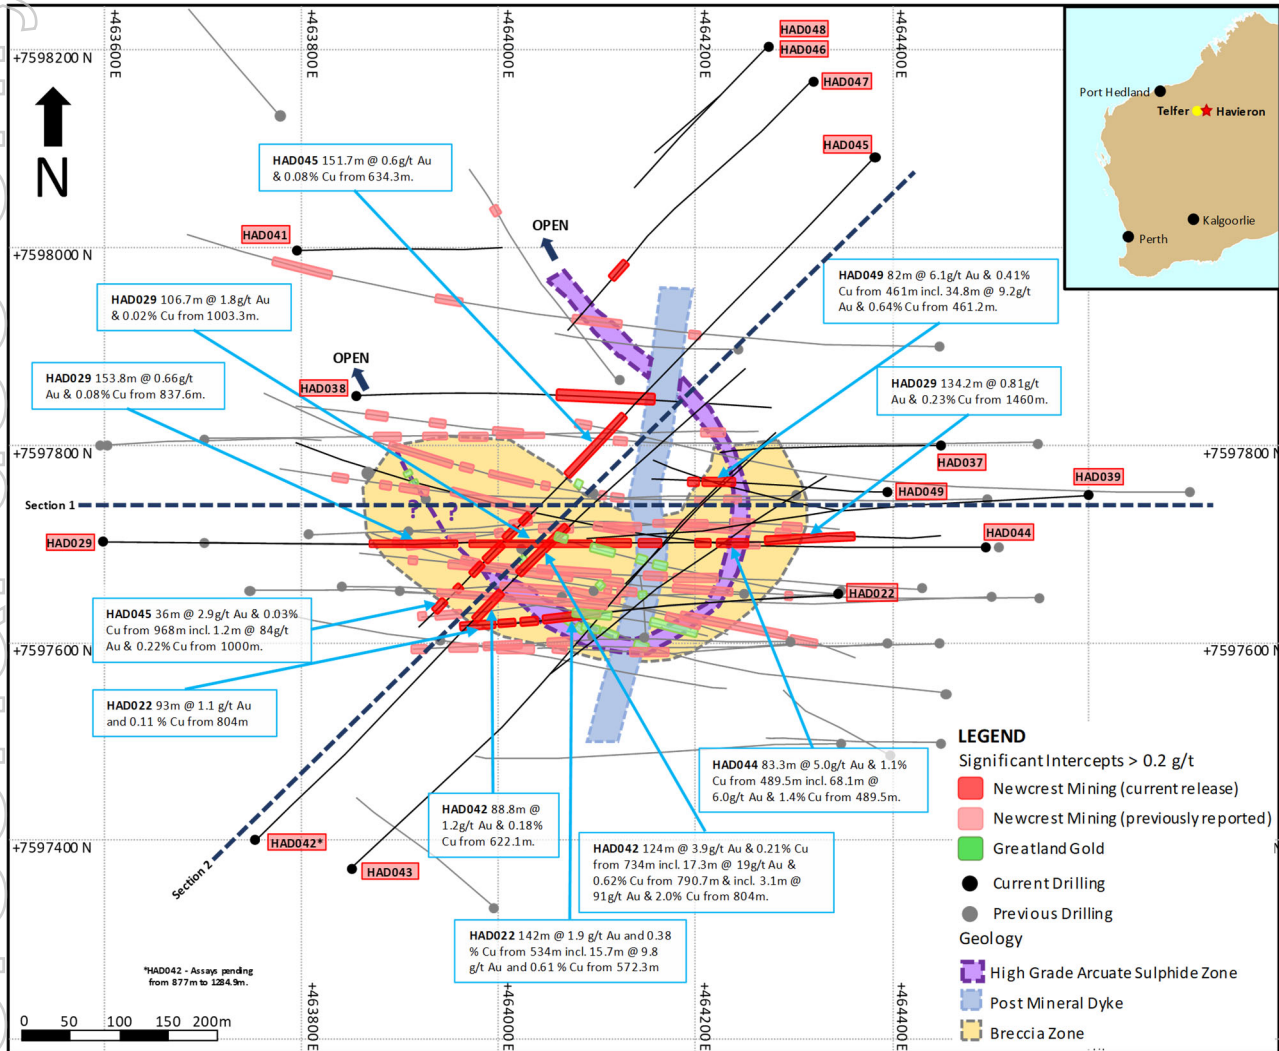 +463600 E
+463800 E
+464000 E
+464200 E
+464400 E
+7598200 N
+7598000 N
+7597800 N
+7597600 N
+7597400 N
N
HAD048
HAD046
HAD047
HAD045
Port Hedland
Telfer
Havieron
Kalgoorlie
Perth
HAD045 151.7m @ 0.6g/t Au
& 0.08% Cu from 634.3m.
HAD041
OPEN
HAD049 82m @ 6.1g/t Au & 0.41%
Cu from 461m incl. 34.8m @ 9.2g/t
Au & 0.64% Cu from 461.2m.
HAD029 106.7m @ 1.8g/t Au
& 0.02% Cu from 1003.3m.
OPEN
HAD038
HAD029 153.8m @ 0.66g/t
Au & 0.08% Cu from 837.6m.
HAD029 134.2m @ 0.81g/t
Au & 0.23% Cu from 1460m.
+7597800 N
HAD037
HAD039
HAD049
Section 1
? ?
HAD029
HAD044
HAD022
HAD045 36m @ 2.9g/t Au & 0.03%
Cu from 968m incl. 1.2m @ 84g/t
Au & 0.22% Cu from 1000m.
+7597600 N
HAD022 93m @ 1.1 g/t Au
and 0.11 % Cu from 804m
HAD044 83.3m @ 5.0g/t Au & 1.1%
Cu from 489.5m incl. 68.1m @
6.0g/t Au & 1.4% Cu from 489.5m.
HAD042 88.8m @
1.2g/t Au & 0.18%
Cu from 622.1m.
HAD042*
HAD043
Section 2
HAD042 124m @ 3.9g/t Au & 0.21% Cu
from 734m incl. 17.3m @ 19g/t Au &
0.62% Cu from 790.7m & incl. 3.1m @
91g/t Au & 2.0% Cu from 804m.
HAD022 142m @ 1.9 g/t Au and 0.38
% Cu from 534m incl. 15.7m @ 9.8
g/t Au and 0.61 % Cu from 572.3m
*HAD042 - Assays pending
from 877m to 1284.9m.
0 50 100 150 200m
+463800 E
+464000 E
+464200 E
+464400 E
LEGEND
Significant Intercepts > 0.2 g/t
Newcrest Mining (current release)
Newcrest Mining (previously reported)
Greatland Gold
Current Drilling
Previous Drilling
Geology
High Grade Arcuate Sulphide Zone
Post Mineral Dyke
Breccia Zone